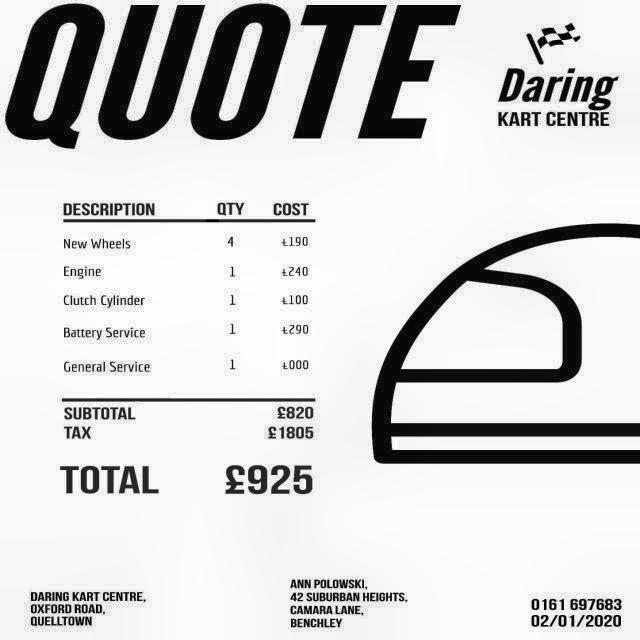 QUOTE
Daring
KART CENTRE
DESCRIPTION QTY COST
New Wheels 4 £190
Engine 1 £240
Clutch Cylinder 1 £100
Battery Service 1 £290
General Service 1 £000
SUBTOTAL £820
TAX £1805
TOTAL £925
DARING KART CENTRE,
OXFORD ROAD,
QUELLTOWN
ANN POLOWSKI,
42 SUBURBAN HEIGHTS,
CAMARA LANE,
BENCHLEY
0161 697683
02/01/2020